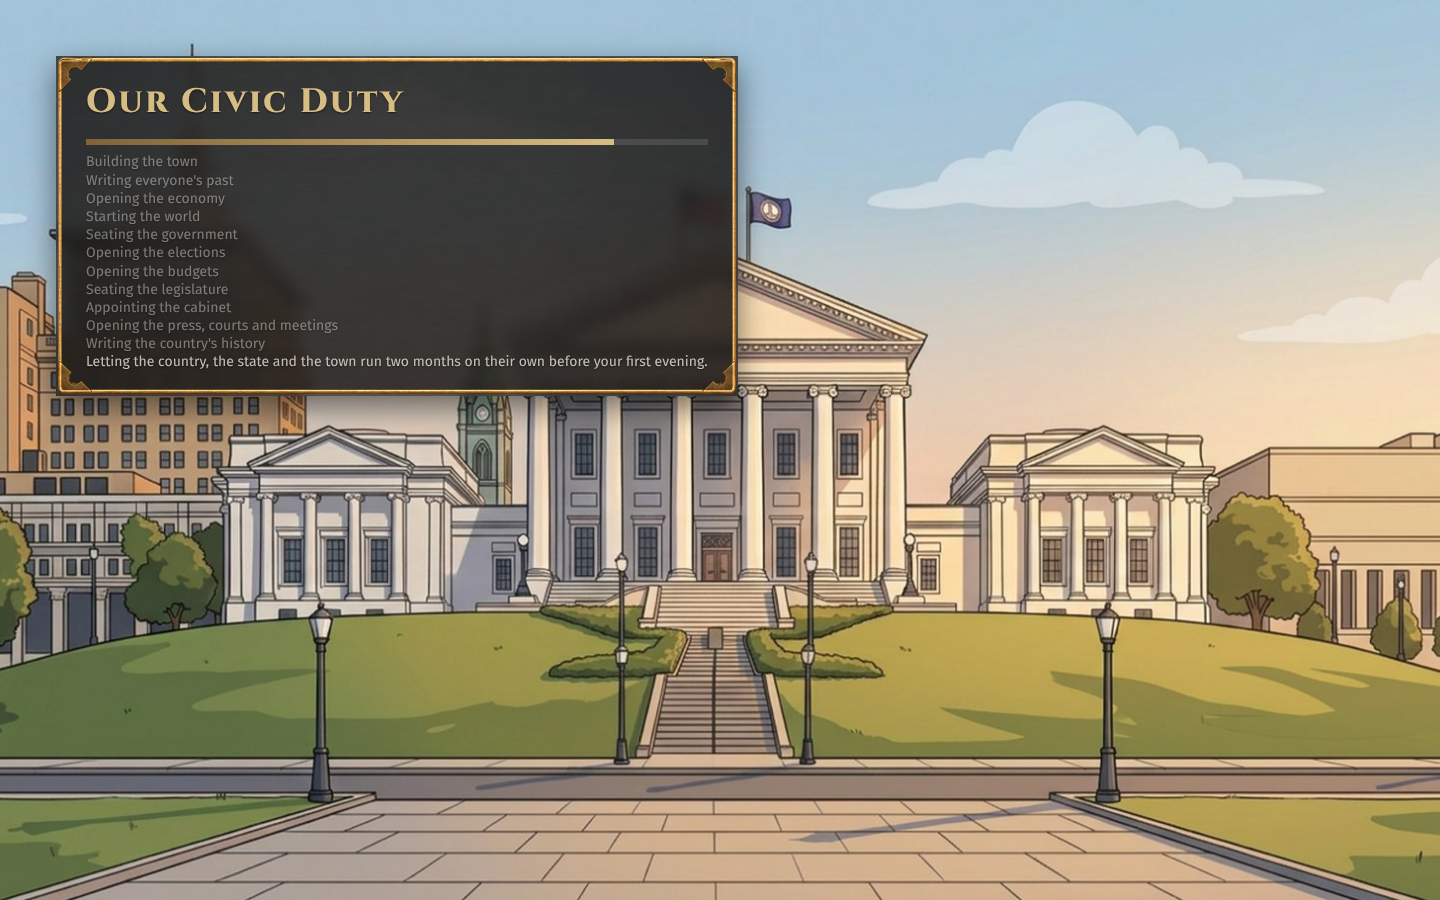 Our Civic Duty
Building the town
Writing everyone's past
Opening the economy
Starting the world
Seating the government
Opening the elections
Opening the budgets
Seating the legislature
Appointing the cabinet
Opening the press, courts and meetings
Writing the country's history
Letting the country, the state and the town run two months on their own before your first evening.